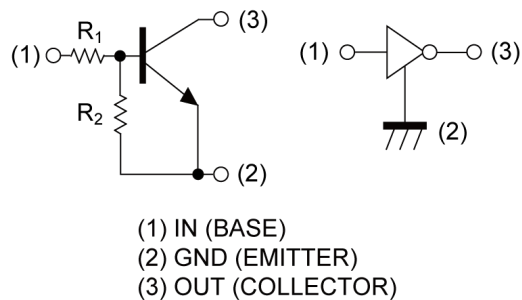 (1) R1 (3)
R2
(2)
(1) (3)
(2)
(1) IN (BASE)
(2) GND (EMITTER)
(3) OUT (COLLECTOR)